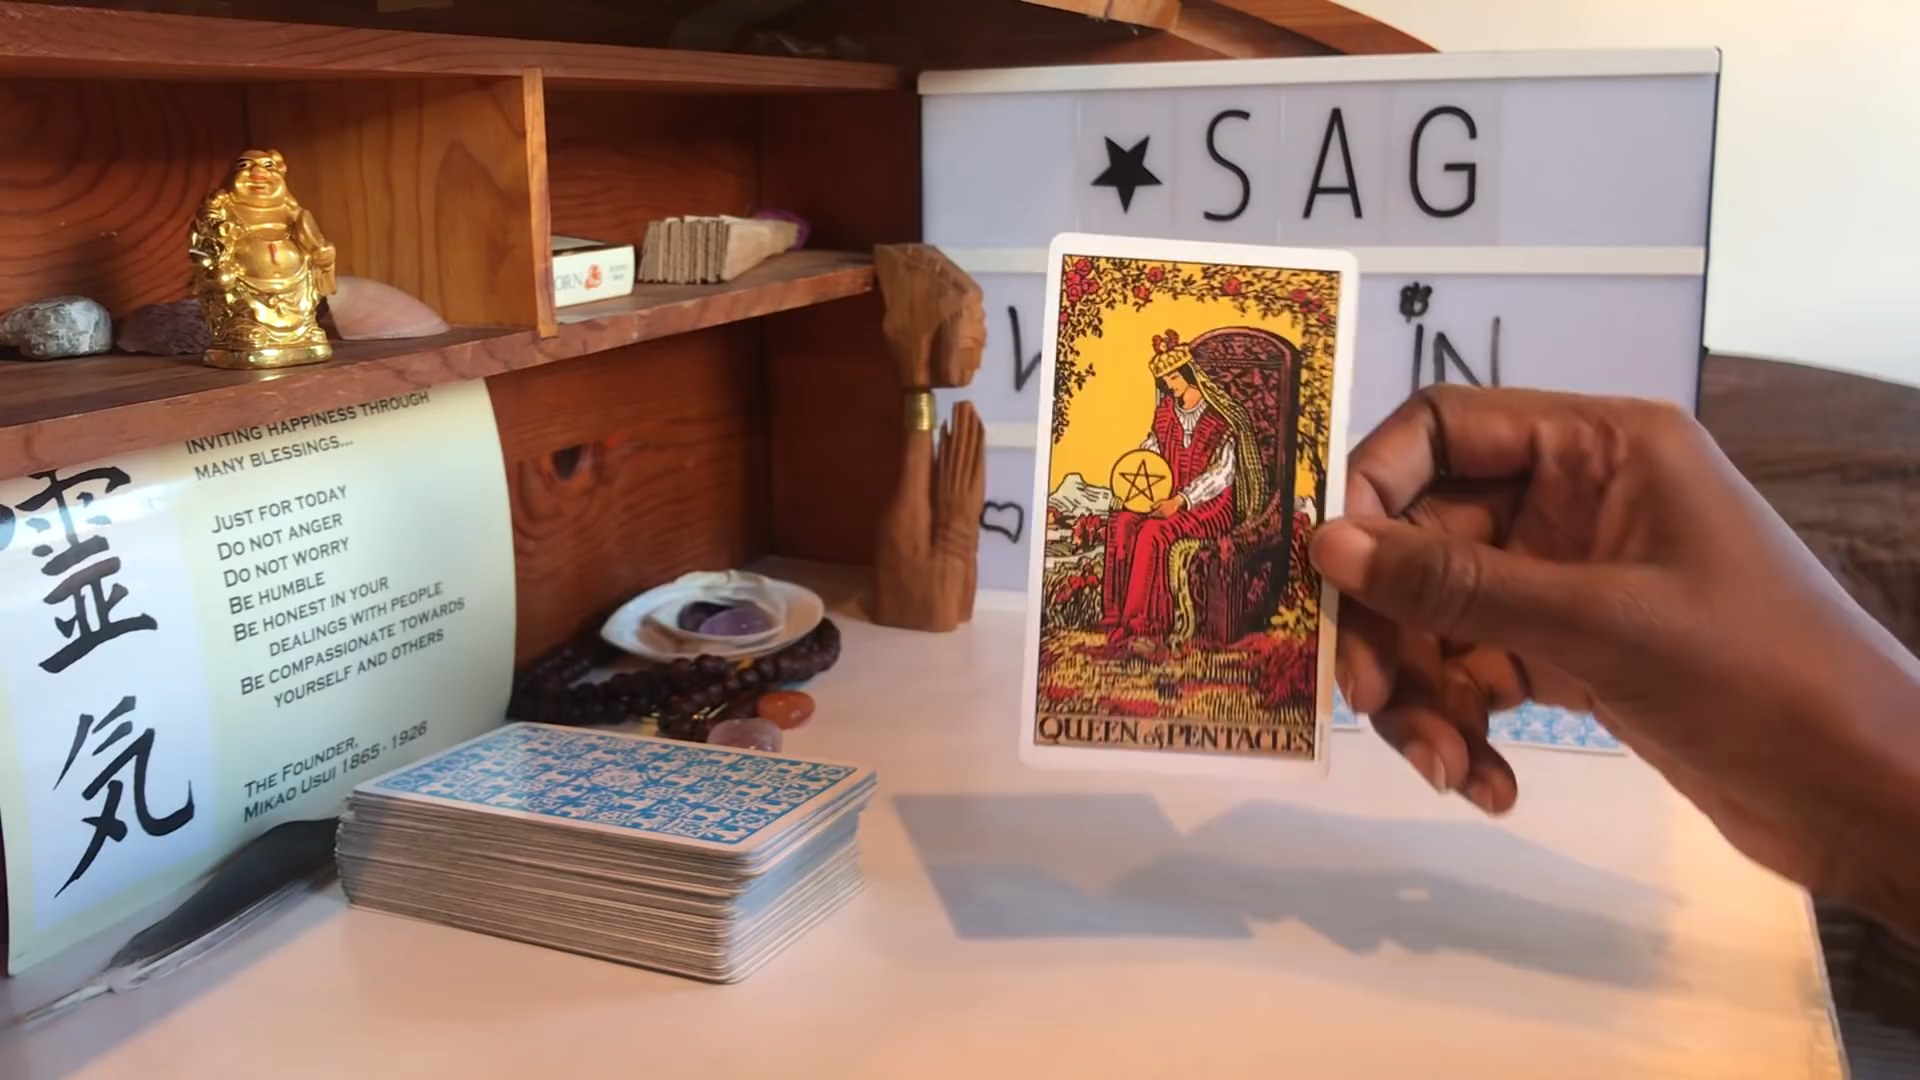 ★ SAG
IN
QUEEN of PENTACLES
ORN
INVITING HAPPINESS THROUGH
MANY BLESSINGS...
JUST FOR TODAY
DO NOT ANGER
DO NOT WORRY
BE HUMBLE
BE HONEST IN YOUR
DEALINGS WITH PEOPLE
BE COMPASSIONATE TOWARDS
YOURSELF AND OTHERS
THE FOUNDER,
MIKAO USUI 1865-1926
靈
気